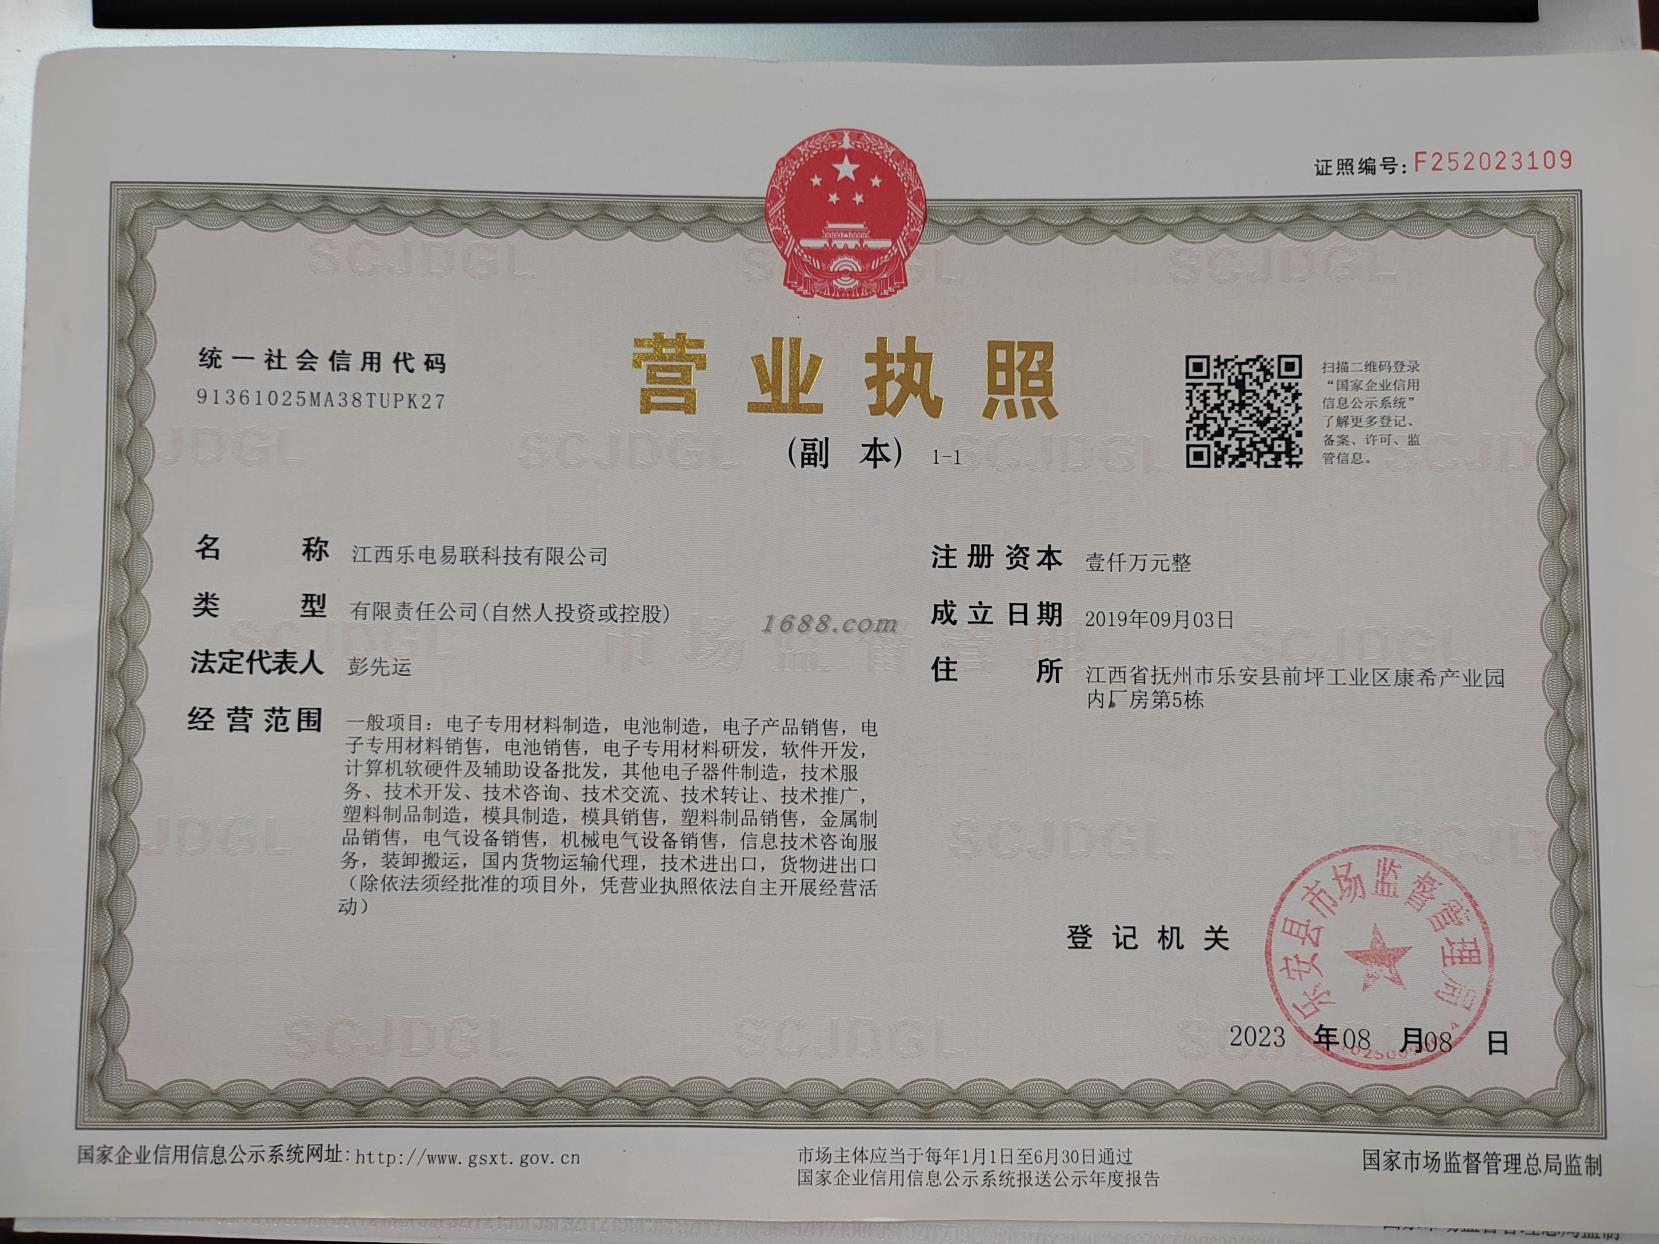 证照编号:F252023109
统一社会信用代码
91361025MA38TUPK27
营业执照
(副 本) 1-1
扫描二维码登录
“国家企业信用
信息公示系统”
了解更多登记、
备案、许可、监
管信息。
名称 江西乐电易联科技有限公司
类型 有限责任公司(自然人投资或控股)
法定代表人 彭先运
经营范围 一般项目：电子专用材料制造，电池制造，电子产品销售，电
子专用材料销售，电池销售，电子专用材料研发，软件开发，
计算机软硬件及辅助设备批发，其他电子器件制造，技术服
务、技术开发、技术咨询、技术交流、技术转让、技术推广，
塑料制品制造，模具制造，模具销售，塑料制品销售，金属制
品销售，电气设备销售，机械电气设备销售，信息技术咨询服
务，装卸搬运，国内货物运输代理，技术进出口，货物进出口
（除依法须经批准的项目外，凭营业执照依法自主开展经营活
动）
注册资本 壹仟万元整
成立日期 2019年09月03日
住所 江西省抚州市乐安县前坪工业区康希产业园
内厂房第5栋
1688.com
登记机关
乐安县市场监督管理局
2023 年08 月08 日
国家企业信用信息公示系统网址:http://www.gsxt.gov.cn
市场主体应当于每年1月1日至6月30日通过
国家企业信用信息公示系统报送公示年度报告
国家市场监督管理总局监制